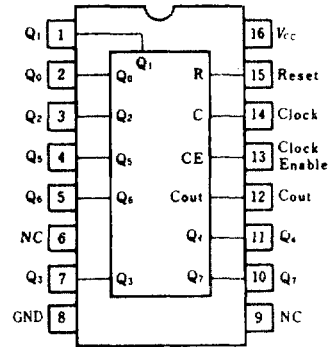 Q₁ 1 16 Vcc
Q₁
Q₀ 2 Q₀ R 15 Reset
Q₂ 3 Q₂ C 14 Clock
Q₅ 4 Q₅ CE 13 Clock
Enable
Q₆ 5 Q₆ Cout 12 Cout
NC 6 Q₄ 11 Q₄
Q₃ 7 Q₃ Q₇ 10 Q₇
GND 8 9 NC